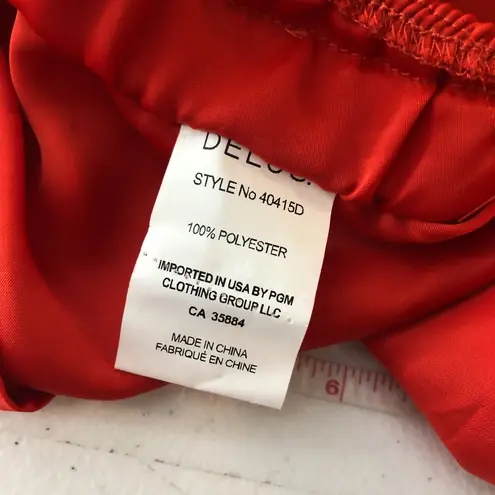 STYLE No 40415D
100% POLYESTER
"IMPORTED IN USA BY PGM
CLOTHING GROUP LLC
CA 35884
MADE IN CHINA
FABRIQUÉ EN CHINE
6